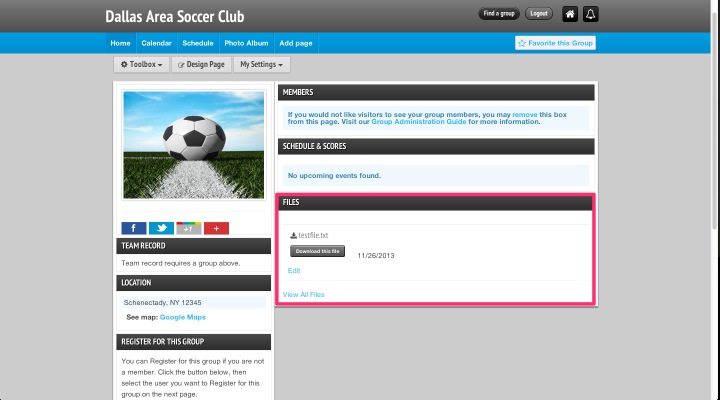 Dallas Area Soccer Club
Find a group
Logout
Home
Calendar
Schedule
Photo Album
Add page
Favorite this Group
Toolbox
Design Page
My Settings
f
+1
+
TEAM RECORD
Team record requires a group above.
LOCATION
Schenectady, NY 12345
See map: Google Maps
REGISTER FOR THIS GROUP
You can Register for this group if you are not
a member. Click the button below, then
select the user you want to Register for this
group on the next page.
MEMBERS
If you would not like visitors to see your group members, you may remove this box
from this page. Visit our Group Administration Guide for more information.
SCHEDULE & SCORES
No upcoming events found.
FILES
testfile.txt
Download this file
11/26/2013
Edit
View All Files